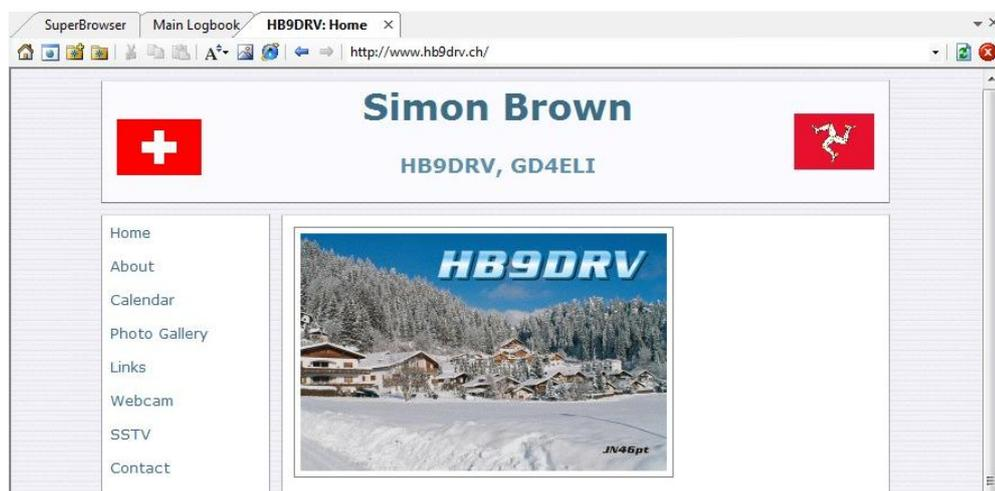 SuperBrowser
Main Logbook
HB9DRV: Home
http://www.hb9drv.ch/
Simon Brown
HB9DRV, GD4ELI
Home
About
Calendar
Photo Gallery
Links
Webcam
SSTV
Contact
HB9DRV
JN46pt